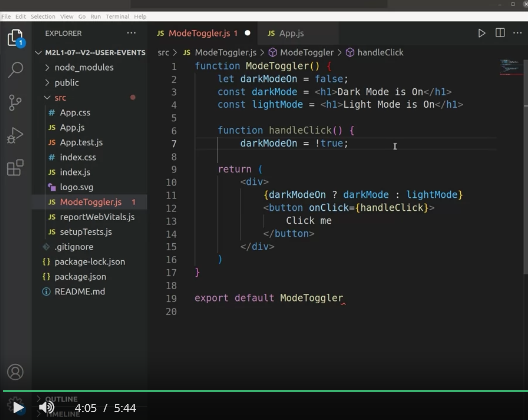 File Edit Selection View Go Run Terminal Help
EXPLORER
ModeToggler.js 1
App.js
M2L1-07--V2--USER-EVENTS
src > ModeToggler.js > ModeToggler > handleClick
node_modules
public
src
App.css
App.js
App.test.js
index.css
index.js
logo.svg
ModeToggler.js 1
reportWebVitals.js
setupTests.js
.gitignore
package-lock.json
package.json
README.md
1 function ModeToggler() {
2 let darkModeOn = false;
3 const darkMode = <h1>Dark Mode is On</h1>
4 const lightMode = <h1>Light Mode is On</h1>
5
6 function handleClick() {
7 darkModeOn = !true;
8
9 return (
10 <div>
11 {darkModeOn ? darkMode : lightMode}
12 <button onClick={handleClick}>
13 Click me
14 </button>
15 </div>
16 )
17 }
18
19 export default ModeToggler
20
OUTLINE
TIMELINE
4:05 / 5:44